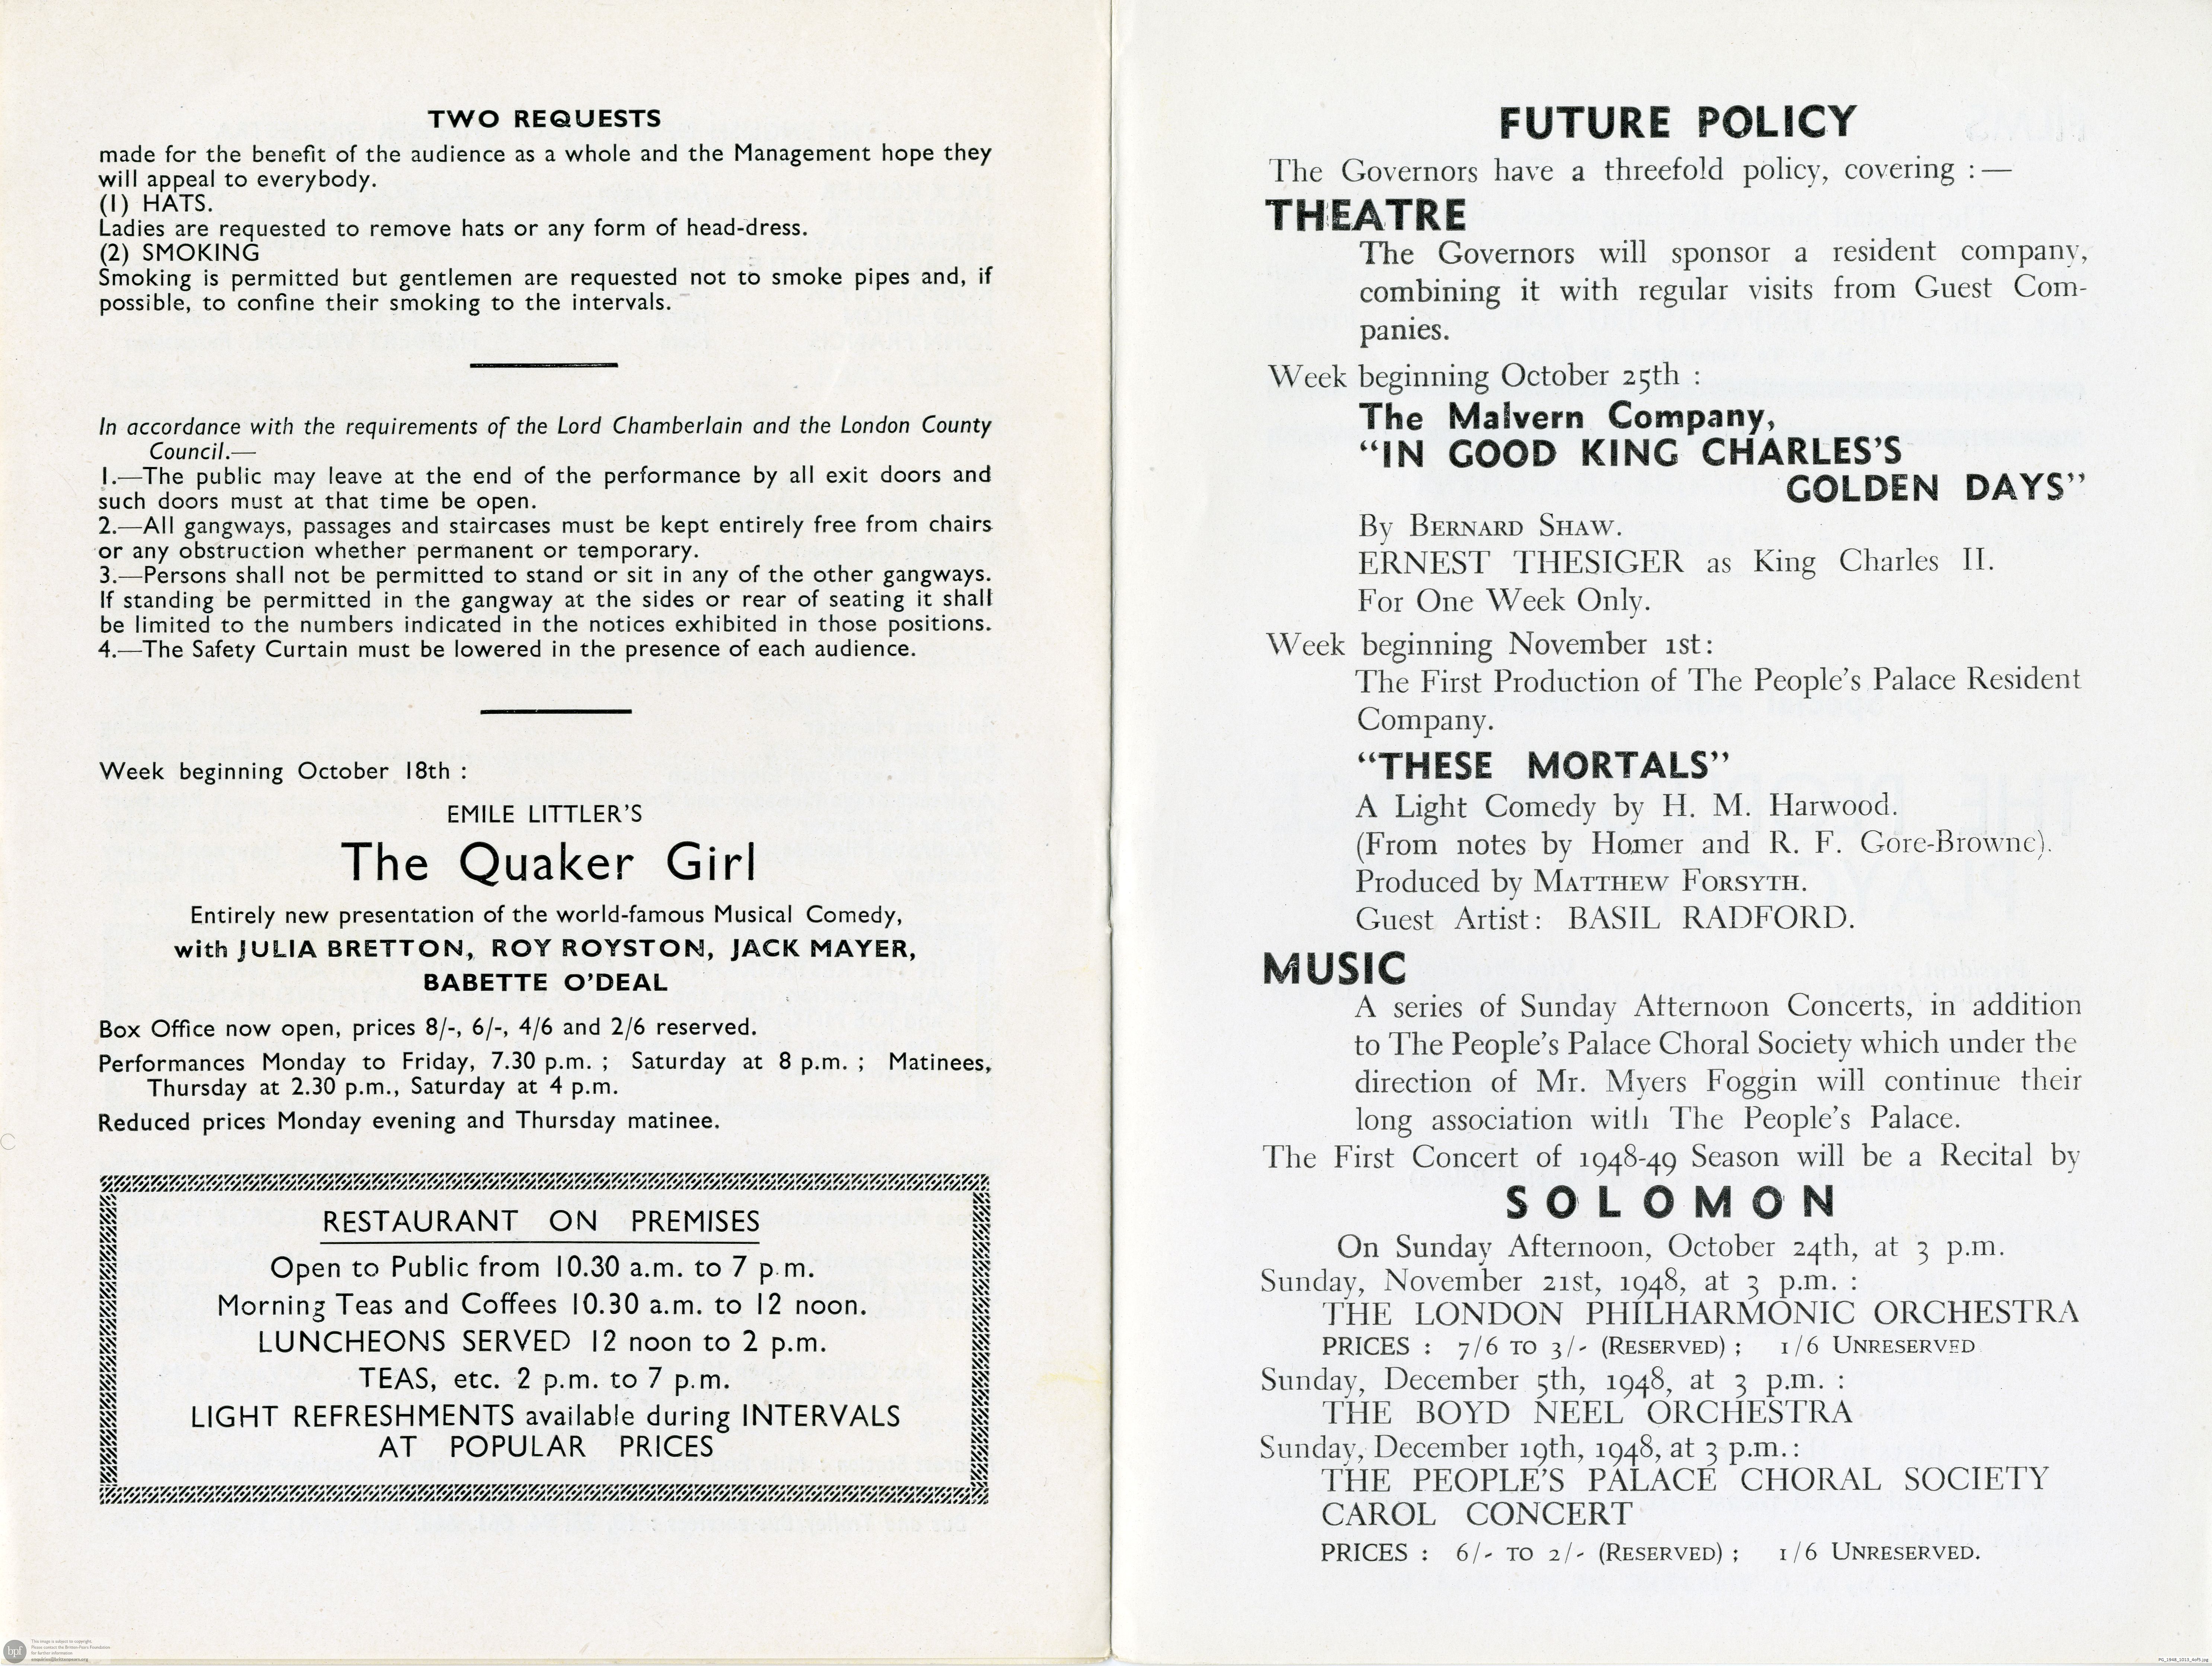 TWO REQUESTS
made for the benefit of the audience as a whole and the Management hope they
will appeal to everybody.
(1) HATS.
Ladies are requested to remove hats or any form of head-dress.
(2) SMOKING
Smoking is permitted but gentlemen are requested not to smoke pipes and, if
possible, to confine their smoking to the intervals.
In accordance with the requirements of the Lord Chamberlain and the London County
Council.—
1.—The public may leave at the end of the performance by all exit doors and
such doors must at that time be open.
2.—All gangways, passages and staircases must be kept entirely free from chairs
or any obstruction whether permanent or temporary.
3.—Persons shall not be permitted to stand or sit in any of the other gangways.
If standing be permitted in the gangway at the sides or rear of seating it shall
be limited to the numbers indicated in the notices exhibited in those positions.
4.—The Safety Curtain must be lowered in the presence of each audience.
Week beginning October 18th :
EMILE LITTLER'S
The Quaker Girl
Entirely new presentation of the world-famous Musical Comedy,
with JULIA BRETTON, ROY ROYSTON, JACK MAYER,
BABETTE O'DEAL
Box Office now open, prices 8/-, 6/-, 4/6 and 2/6 reserved.
Performances Monday to Friday, 7.30 p.m. ; Saturday at 8 p.m. ; Matinees,
Thursday at 2.30 p.m., Saturday at 4 p.m.
Reduced prices Monday evening and Thursday matinee.
RESTAURANT ON PREMISES
Open to Public from 10.30 a.m. to 7 p.m.
Morning Teas and Coffees 10.30 a.m. to 12 noon.
LUNCHEONS SERVED 12 noon to 2 p.m.
TEAS, etc. 2 p.m. to 7 p.m.
LIGHT REFRESHMENTS available during INTERVALS
AT POPULAR PRICES
bpf
This image is subject to copyright.
Please contact the Britten-Pears Foundation
for further information
enquiries@brittenpears.org
FUTURE POLICY
The Governors have a threefold policy, covering :—
THEATRE
The Governors will sponsor a resident company,
combining it with regular visits from Guest Com-
panies.
Week beginning October 25th :
The Malvern Company,
"IN GOOD KING CHARLES'S
GOLDEN DAYS"
By BERNARD SHAW.
ERNEST THESIGER as King Charles II.
For One Week Only.
Week beginning November 1st :
The First Production of The People's Palace Resident
Company.
"THESE MORTALS"
A Light Comedy by H. M. Harwood.
(From notes by Homer and R. F. Gore-Browne).
Produced by MATTHEW FORSYTH.
Guest Artist : BASIL RADFORD.
MUSIC
A series of Sunday Afternoon Concerts, in addition
to The People's Palace Choral Society which under the
direction of Mr. Myers Foggin will continue their
long association with The People's Palace.
The First Concert of 1948-49 Season will be a Recital by
SOLOMON
On Sunday Afternoon, October 24th, at 3 p.m.
Sunday, November 21st, 1948, at 3 p.m. :
THE LONDON PHILHARMONIC ORCHESTRA
PRICES : 7/6 TO 3/- (RESERVED) ; 1/6 UNRESERVED
Sunday, December 5th, 1948, at 3 p.m. :
THE BOYD NEEL ORCHESTRA
Sunday, December 19th, 1948, at 3 p.m. :
THE PEOPLE'S PALACE CHORAL SOCIETY
CAROL CONCERT
PRICES : 6/- TO 2/- (RESERVED) ; 1/6 UNRESERVED.